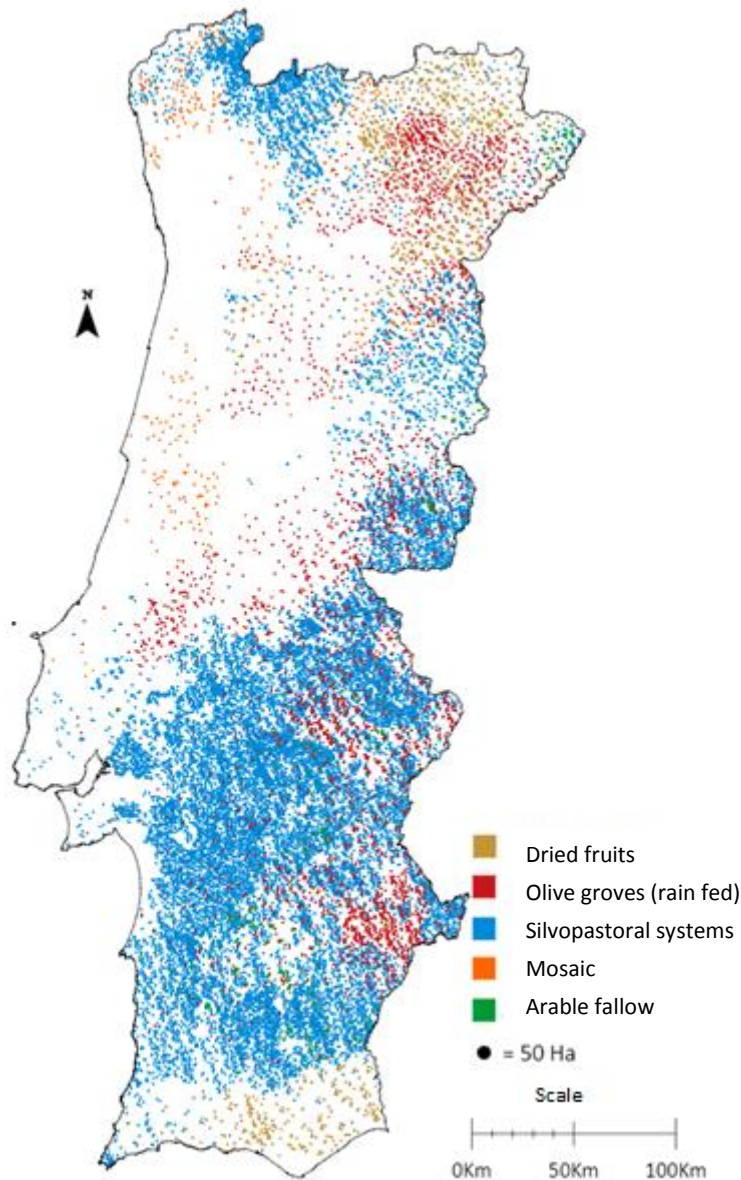 N
Dried fruits
Olive groves (rain fed)
Silvopastoral systems
Mosaic
Arable fallow
= 50 Ha
Scale
0Km 50Km 100Km